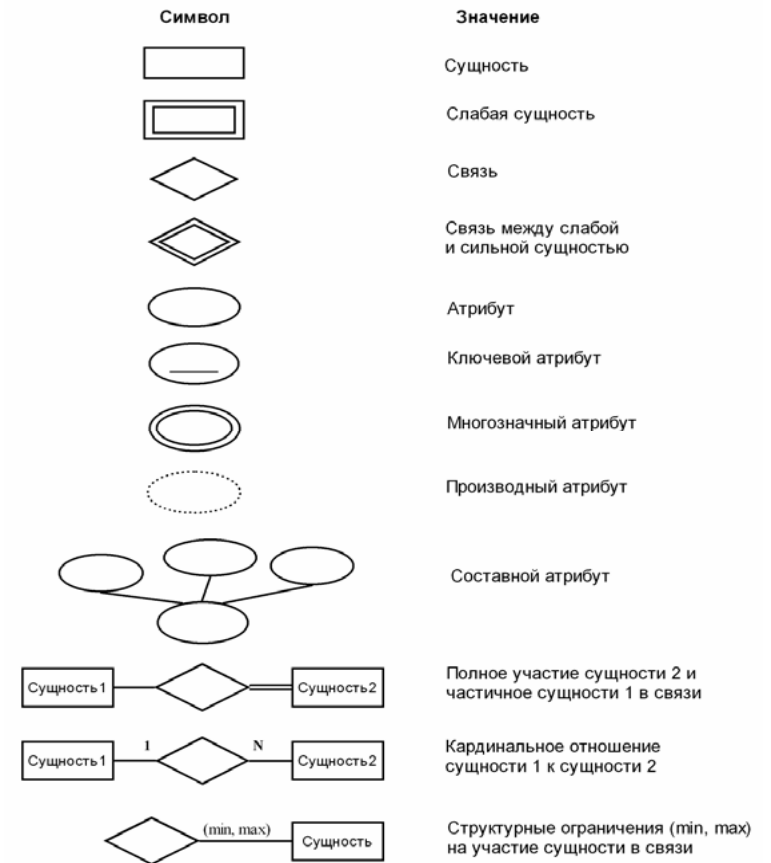 Символ Значение
Сущность
Слабая сущность
Связь
Связь между слабой
и сильной сущностью
Атрибут
Ключевой атрибут
Многозначный атрибут
Производный атрибут
Составной атрибут
Сущность1 Сущность2 Полное участие сущности 2 и
частичное сущности 1 в связи
Сущность1 1 N Сущность2 Кардинальное отношение
сущности 1 к сущности 2
(min, max) Сущность Структурные ограничения (min, max)
на участие сущности в связи